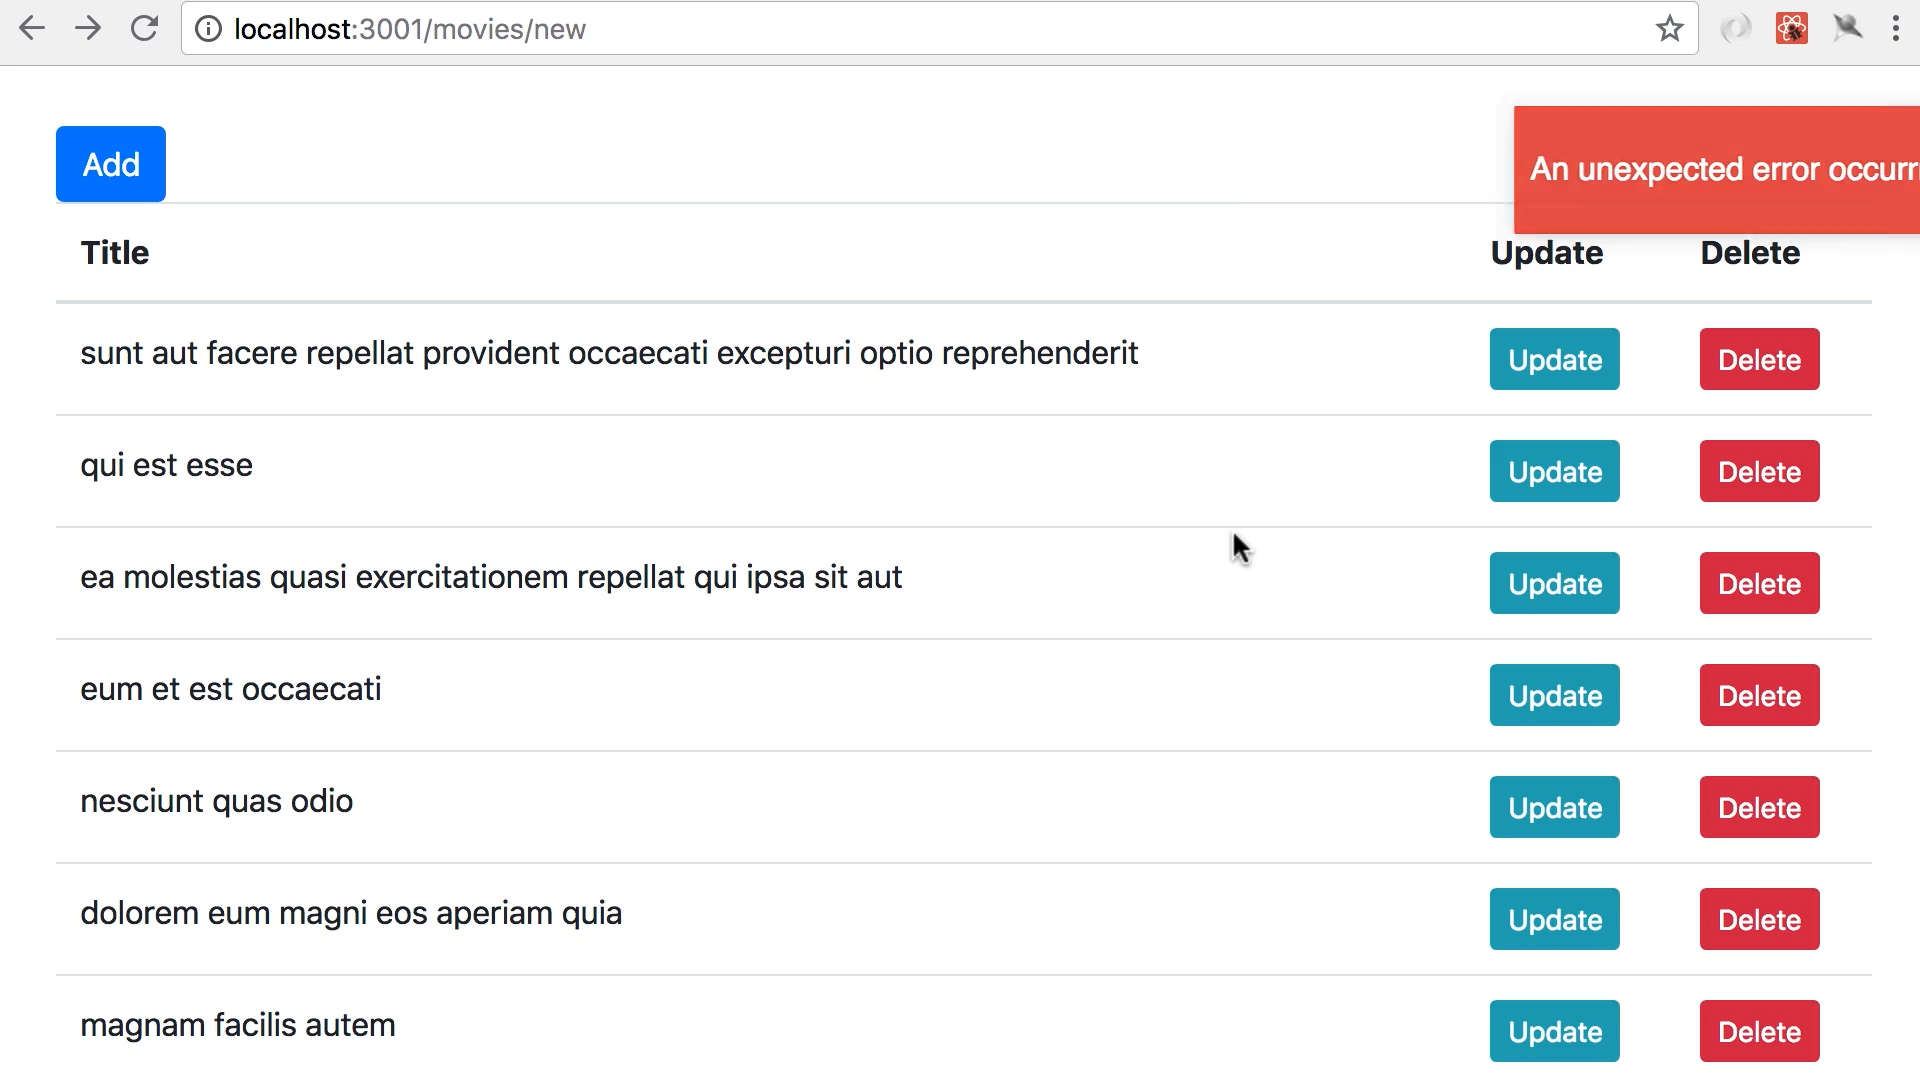 localhost:3001/movies/new
Add
An unexpected error occurr
Title Update Delete
sunt aut facere repellat provident occaecati excepturi optio reprehenderit Update Delete
qui est esse Update Delete
ea molestias quasi exercitationem repellat qui ipsa sit aut Update Delete
eum et est occaecati Update Delete
nesciunt quas odio Update Delete
dolorem eum magni eos aperiam quia Update Delete
magnam facilis autem Update Delete